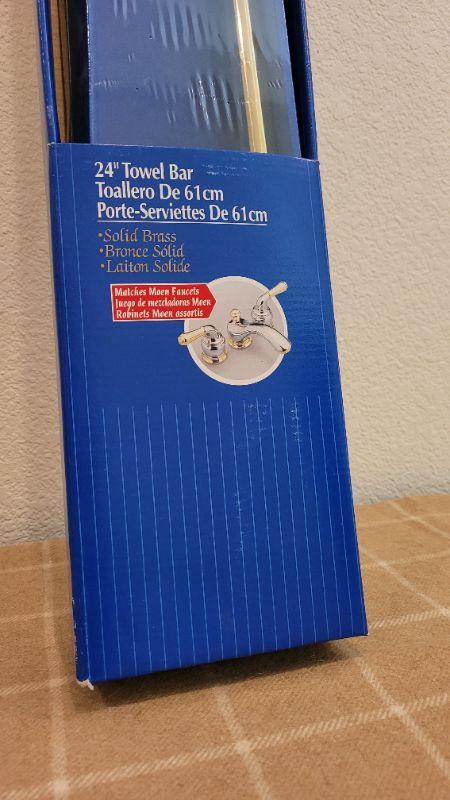 24" Towel Bar
Toallero De 61cm
Porte-Serviettes De 61cm
•Solid Brass
•Bronce Sólid
•Laiton Solide
Matches Moen Faucets
Juego de mezcladoras Moen
Robinets Moen assortis